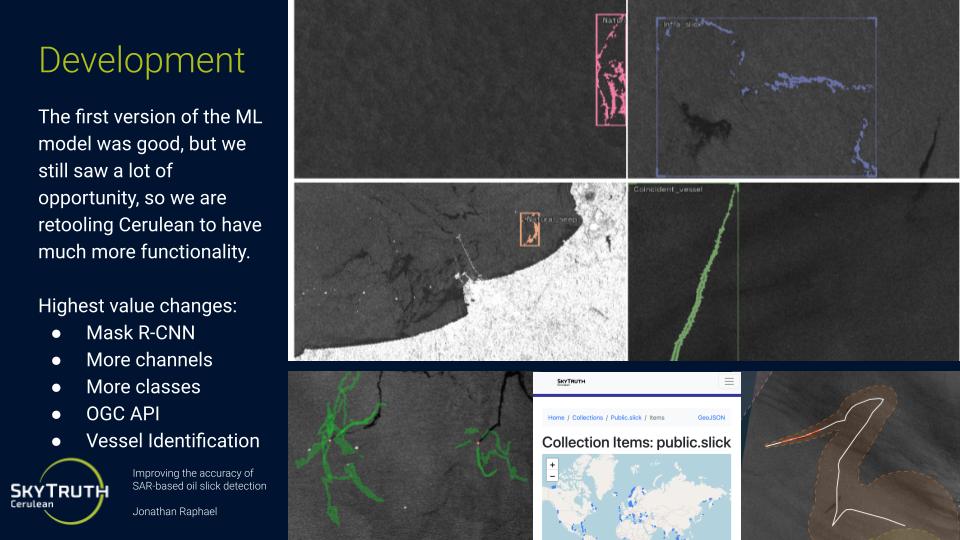 Development
The first version of the ML
model was good, but we
still saw a lot of
opportunity, so we are
retooling Cerulean to have
much more functionality.
Highest value changes:
● Mask R-CNN
● More channels
● More classes
● OGC API
● Vessel Identification
SKYTRUTH
Cerulean
Improving the accuracy of
SAR-based oil slick detection
Jonathan Raphael
Natu
Infra_slick
Natural_seep
Coincident_vessel
SKYTRUTH
Home / Collections / Public.slick / Items
GeoJSON
Collection Items: public.slick
+
−